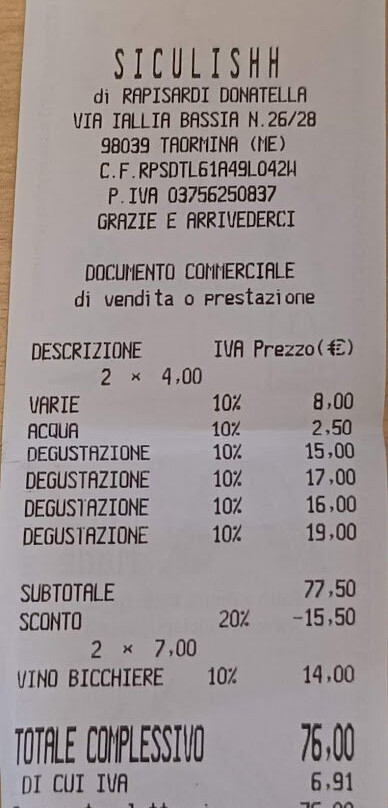 SICULISHH
di RAPISARDI DONATELLA
VIA IALLIA BASSIA N.26/28
98039 TAORMINA (ME)
C.F.RPSDTL61A49L042W
P.IVA 03756250837
GRAZIE E ARRIVEDERCI
DOCUMENTO COMMERCIALE
di vendita o prestazione
DESCRIZIONE IVA Prezzo(€)
2 × 4,00
VARIE 10% 8,00
ACQUA 10% 2,50
DEGUSTAZIONE 10% 15,00
DEGUSTAZIONE 10% 17,00
DEGUSTAZIONE 10% 16,00
DEGUSTAZIONE 10% 19,00
SUBTOTALE 77,50
SCONTO 20% -15,50
2 × 7,00
VINO BICCHIERE 10% 14,00
TOTALE COMPLESSIVO 76,00
DI CUI IVA 6,91